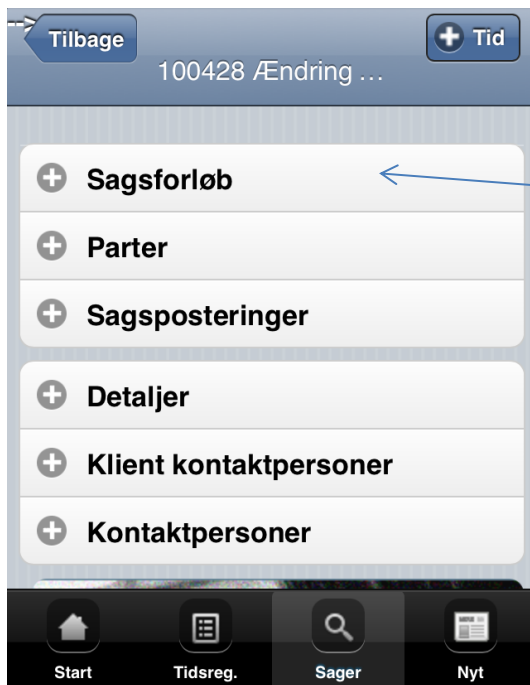 -->
Tilbage
Tid
100428 Ændring ...
Sagsforløb
Parter
Sagsposteringer
Detaljer
Klient kontaktpersoner
Kontaktpersoner
Start Tidsreg. Sager Nyt